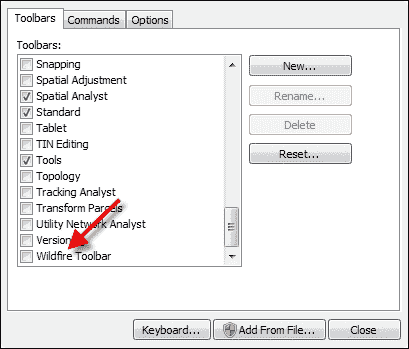 Toolbars Commands Options
Toolbars:
Snapping
Spatial Adjustment
Spatial Analyst
Standard
Tablet
TIN Editing
Tools
Topology
Tracking Analyst
Transform Parcels
Utility Network Analyst
Version
Wildfire Toolbar
New...
Rename...
Delete
Reset...
Keyboard... Add From File... Close